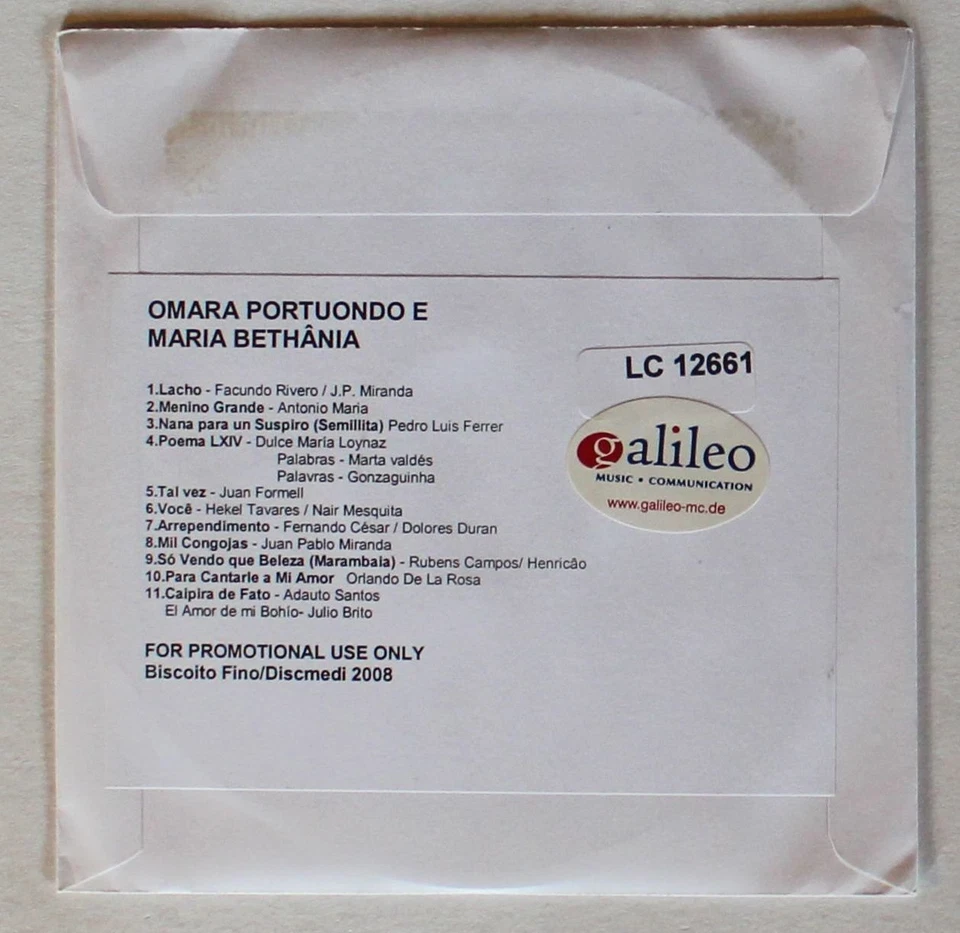 OMARA PORTUONDO E
MARIA BETHÂNIA
LC 12661
1.Lacho - Facundo Rivero / J.P. Miranda
2.Menino Grande - Antonio Maria
3.Nana para un Suspiro (Semillita) Pedro Luis Ferrer
4.Poema LXIV - Dulce María Loynaz
Palabras - Marta valdés
Palavras - Gonzaguinha
5.Tal vez - Juan Formell
6.Você - Hekel Tavares / Nair Mesquita
7.Arrependimento - Fernando César / Dolores Duran
8.Mil Congojas - Juan Pablo Miranda
9.Só Vendo que Beleza (Marambaia) - Rubens Campos/ Henricão
10.Para Cantarle a Mi Amor Orlando De La Rosa
11.Caipira de Fato - Adauto Santos
El Amor de mi Bohío- Julio Brito
galileo
MUSIC • COMMUNICATION
www.galileo-mc.de
FOR PROMOTIONAL USE ONLY
Biscoito Fino/Discmedi 2008